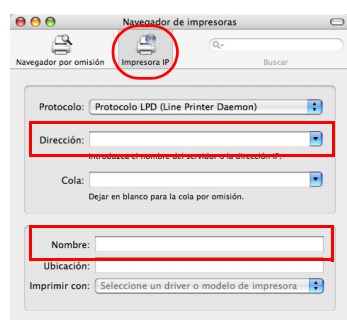 Navegador de impresoras
Navegador por omisión
Impresora IP
Buscar
Protocolo: Protocolo LPD (Line Printer Daemon)
Dirección:
Introduzca el nombre del servidor o la dirección IP.
Cola:
Dejar en blanco para la cola por omisión.
Nombre:
Ubicación:
Imprimir con: Seleccione un driver o modelo de impresora